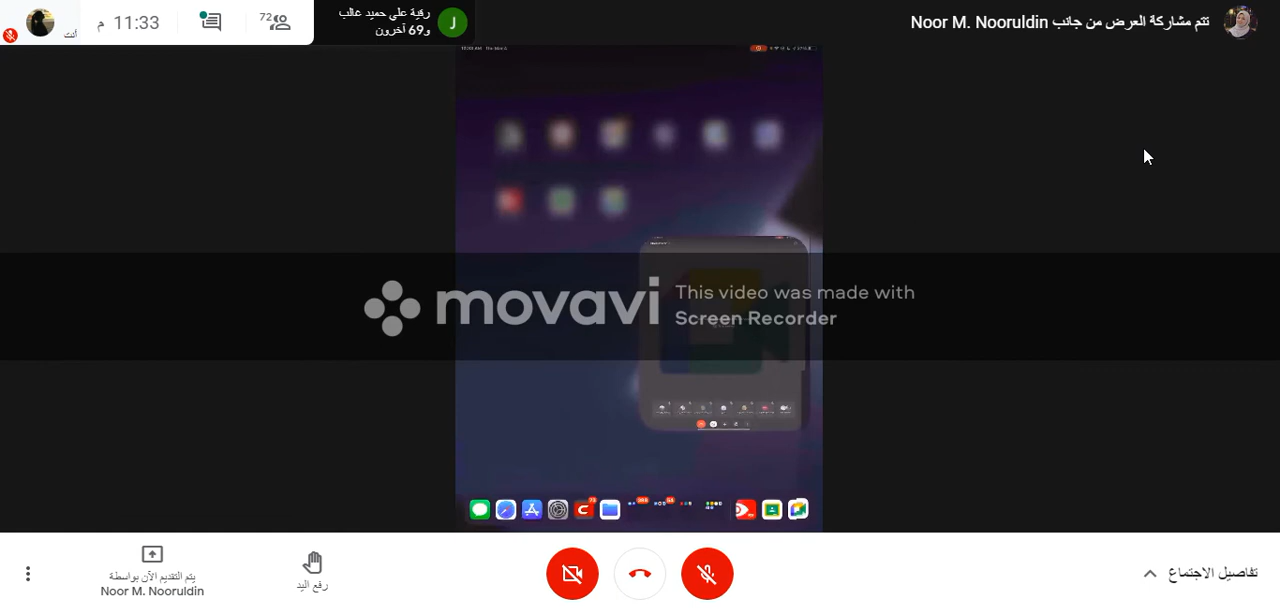 تتم مشاركة العرض من جانب Noor M. Nooruldin
رقية علي حميد غالب
و69 آخرون
J
72
11:33 م
أنت
movavi
This video was made with
Screen Recorder
تفاصيل الاجتماع
رفع اليد
يتم التقديم الآن بواسطة
Noor M. Nooruldin